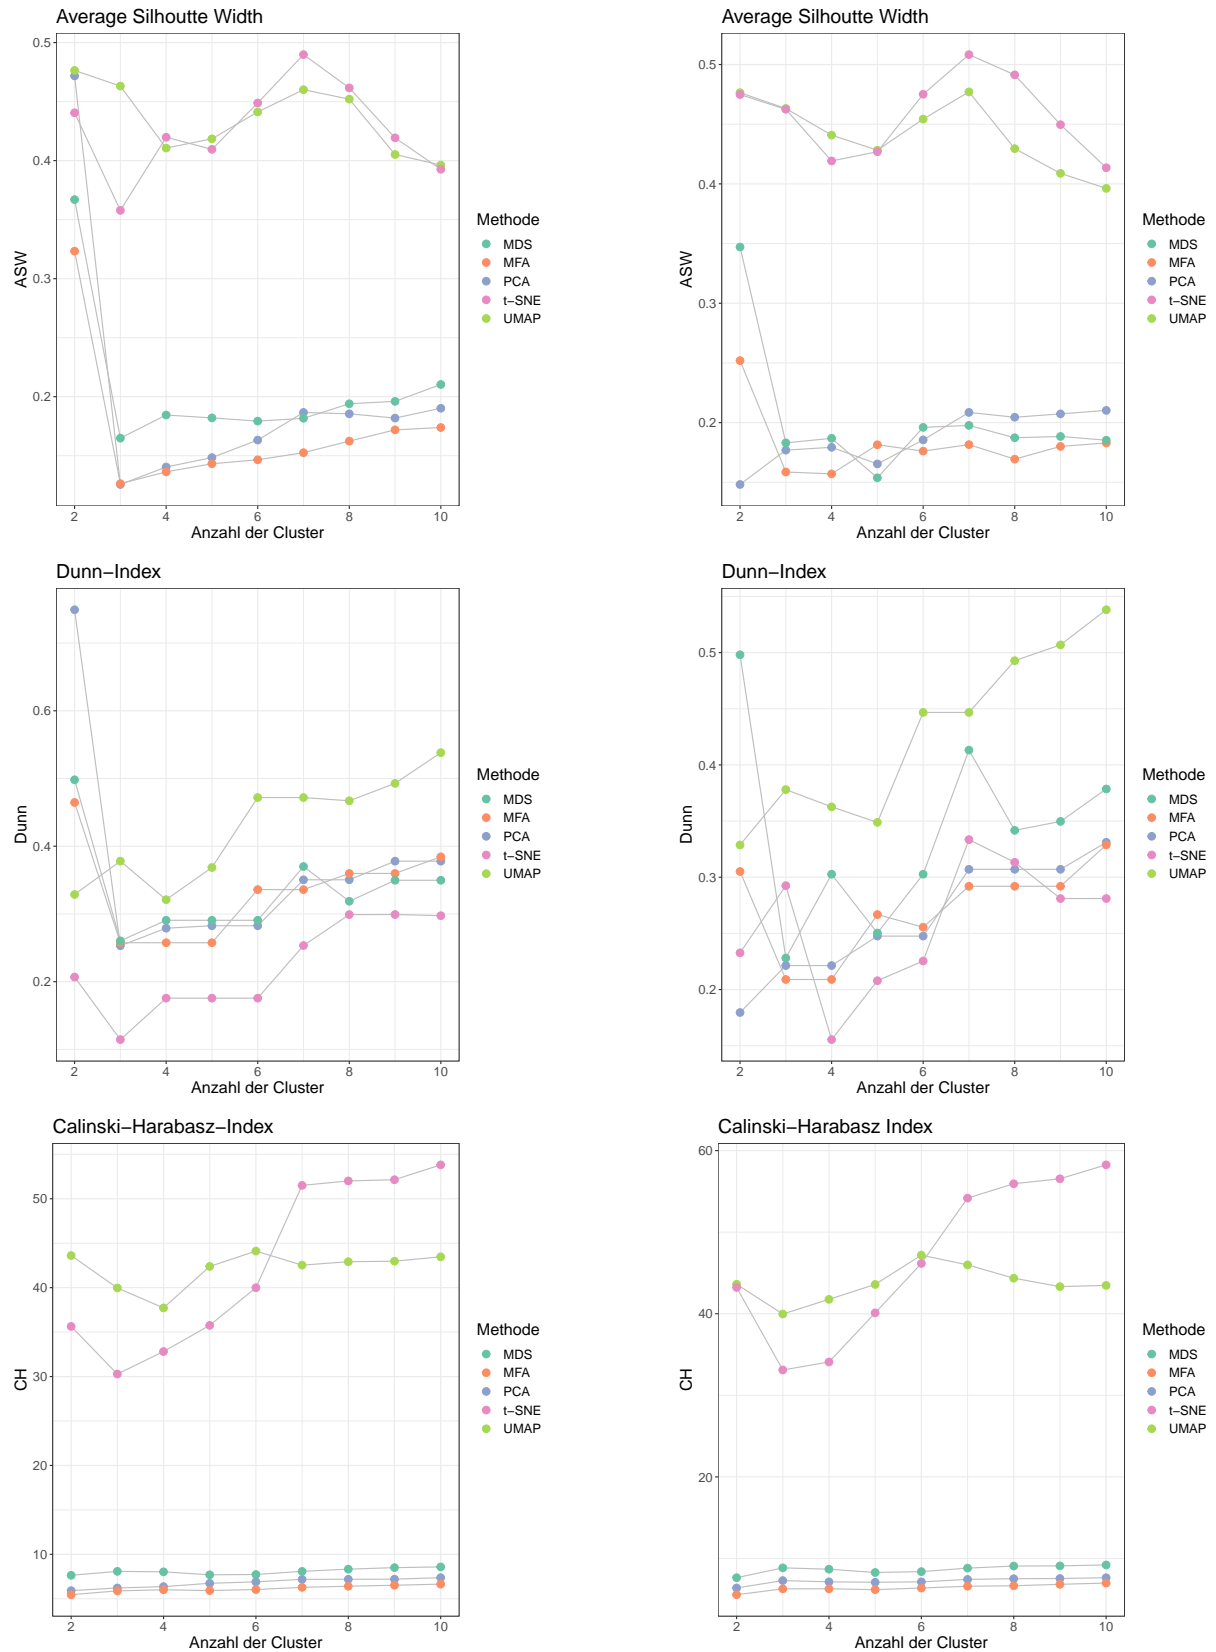 Average Silhoutte Width
0.5
0.4
0.3
0.2
ASW
2 4 6 8 10
Anzahl der Cluster
Methode
MDS
MFA
PCA
t−SNE
UMAP
Average Silhoutte Width
0.5
0.4
0.3
0.2
ASW
2 4 6 8 10
Anzahl der Cluster
Methode
MDS
MFA
PCA
t−SNE
UMAP
Dunn−Index
0.6
0.4
0.2
Dunn
2 4 6 8 10
Anzahl der Cluster
Methode
MDS
MFA
PCA
t−SNE
UMAP
Dunn−Index
0.5
0.4
0.3
0.2
Dunn
2 4 6 8 10
Anzahl der Cluster
Methode
MDS
MFA
PCA
t−SNE
UMAP
Calinski−Harabasz−Index
50
40
30
20
10
CH
2 4 6 8 10
Anzahl der Cluster
Methode
MDS
MFA
PCA
t−SNE
UMAP
Calinski−Harabasz Index
60
40
20
CH
2 4 6 8 10
Anzahl der Cluster
Methode
MDS
MFA
PCA
t−SNE
UMAP